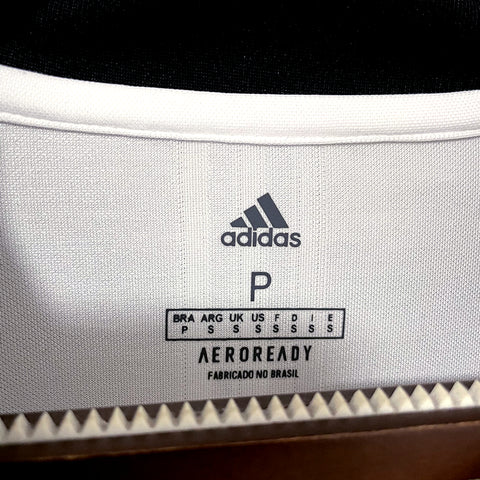 adidas
P
BRA ARG UK US F D I E
P S S S S S S S
AEROREADY
FABRICADO NO BRASIL